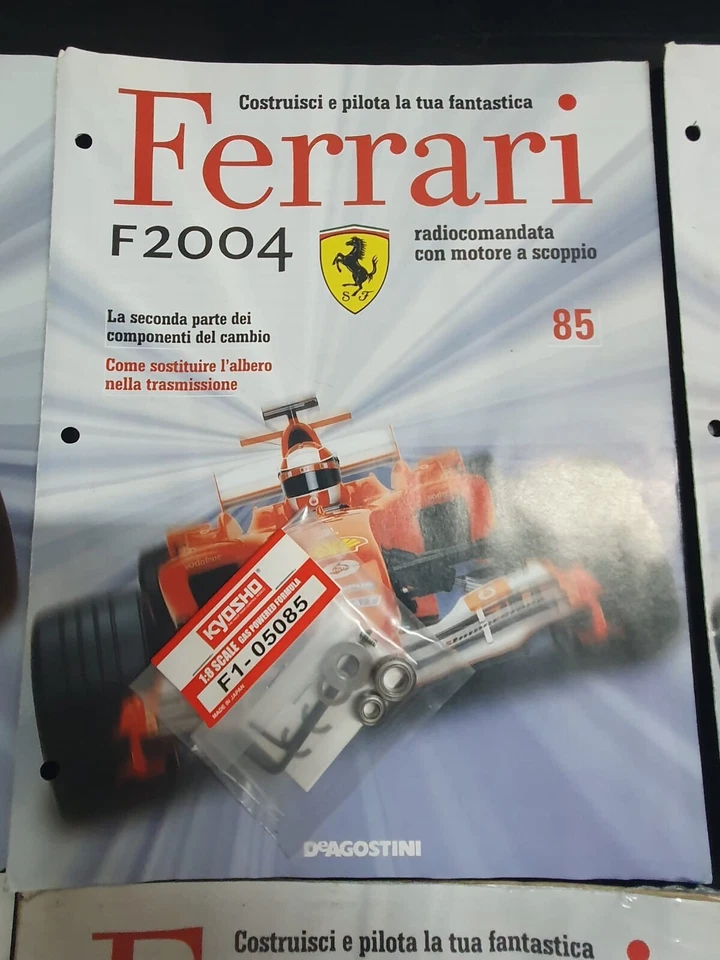 Costruisci e pilota la tua fantastica
Ferrari
F2004
S F
radiocomandata
con motore a scoppio
La seconda parte dei
componenti del cambio
85
Come sostituire l'albero
nella trasmissione
vodafone
KYOSHO
1:8 SCALE GAS POWERED FORMULA
F1-05085
MADE IN JAPAN
DeAGOSTINI
Costruisci e pilota la tua fantastica